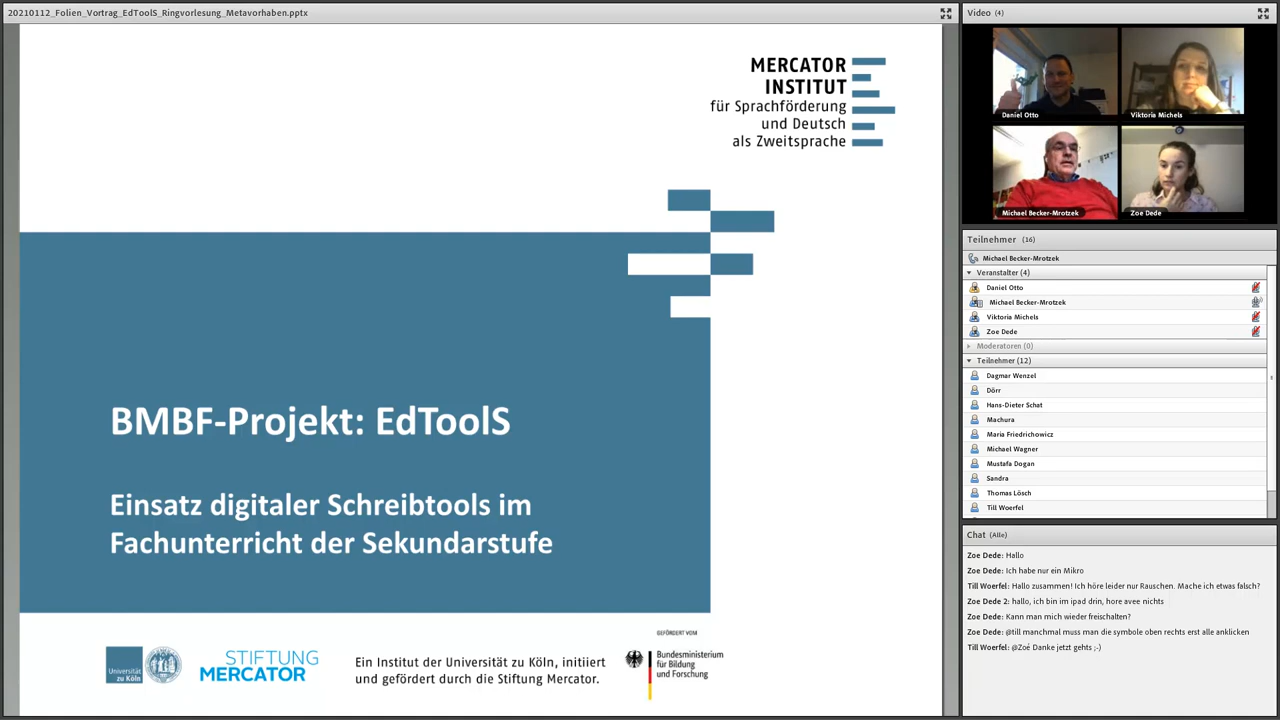 20210112_Folien_Vortrag_EdToolS_Ringvorlesung_Metavorhaben.pptx
MERCATOR
INSTITUT
für Sprachförderung
und Deutsch
als Zweitsprache
BMBF-Projekt: EdToolS
Einsatz digitaler Schreibtools im
Fachunterricht der Sekundarstufe
Universität
zu Köln
STIFTUNG
MERCATOR
Ein Institut der Universität zu Köln, initiiert
und gefördert durch die Stiftung Mercator.
GEFÖRDERT VOM
Bundesministerium
für Bildung
und Forschung
Video (4)
Daniel Otto
Viktoria Michels
Michael Becker-Mrotzek
Zoe Dede
Teilnehmer (16)
Michael Becker-Mrotzek
Veranstalter (4)
Daniel Otto
Michael Becker-Mrotzek
Viktoria Michels
Zoe Dede
Moderatoren (0)
Teilnehmer (12)
Dagmar Wenzel
Dörr
Hans-Dieter Schat
Machura
Maria Friedrichowicz
Michael Wagner
Mustafa Dogan
Sandra
Thomas Lösch
Till Woerfel
Chat (Alle)
Zoe Dede: Hallo
Zoe Dede: Ich habe nur ein Mikro
Till Woerfel: Hallo zusammen! Ich höre leider nur Rauschen. Mache ich etwas falsch?
Zoe Dede 2: hallo, ich bin im ipad drin, hore avee nichts
Zoe Dede: Kann man mich wieder freischalten?
Zoe Dede: @till manchmal muss man die symbole oben rechts erst alle anklicken
Till Woerfel: @Zoé Danke jetzt gehts ;-)